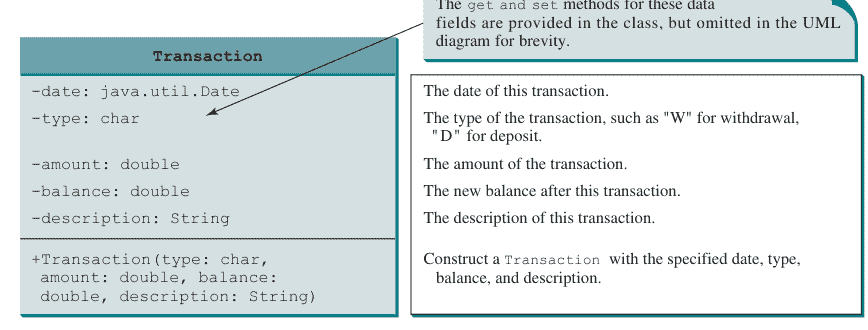 The get and set methods for these data
fields are provided in the class, but omitted in the UML
diagram for brevity.
Transaction
-date: java.util.Date
The date of this transaction.
-type: char
The type of the transaction, such as "W" for withdrawal,
"D" for deposit.
-amount: double
The amount of the transaction.
-balance: double
The new balance after this transaction.
-description: String
The description of this transaction.
+Transaction(type: char,
amount: double, balance:
double, description: String)
Construct a Transaction with the specified date, type,
balance, and description.